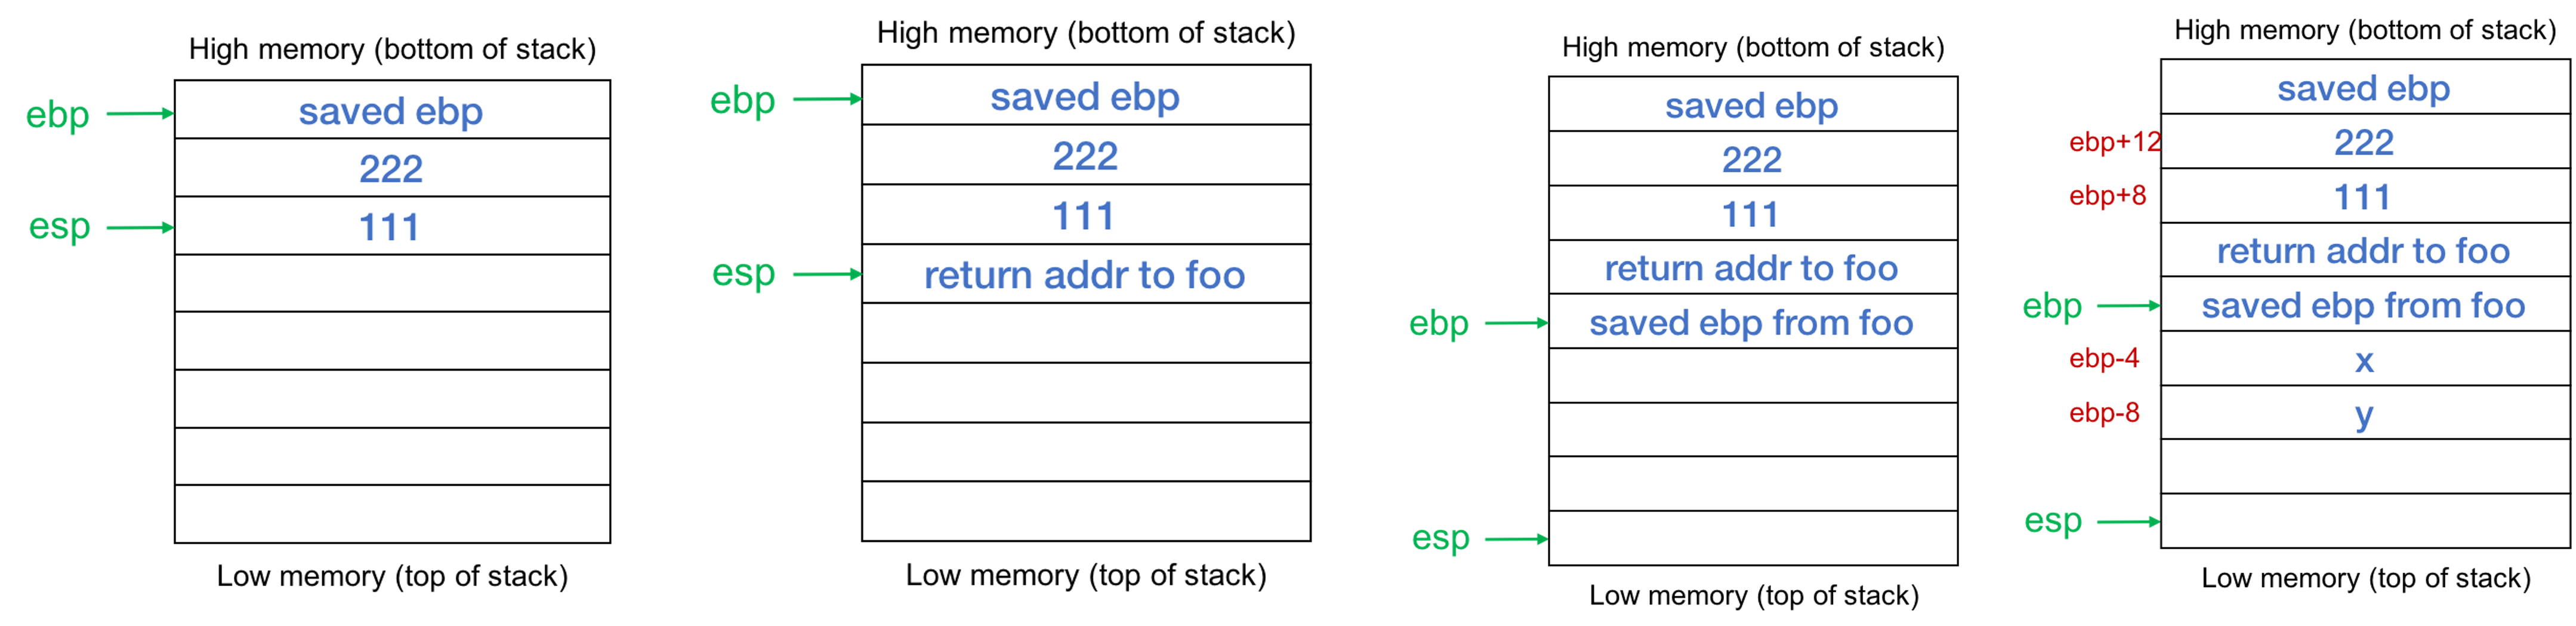 High memory (bottom of stack)
ebp
saved ebp
222
esp
111
Low memory (top of stack)
High memory (bottom of stack)
ebp
saved ebp
222
111
esp
return addr to foo
Low memory (top of stack)
High memory (bottom of stack)
saved ebp
222
111
return addr to foo
ebp
saved ebp from foo
esp
Low memory (top of stack)
High memory (bottom of stack)
saved ebp
ebp+12
222
ebp+8
111
return addr to foo
ebp
saved ebp from foo
ebp-4
x
ebp-8
y
esp
Low memory (top of stack)